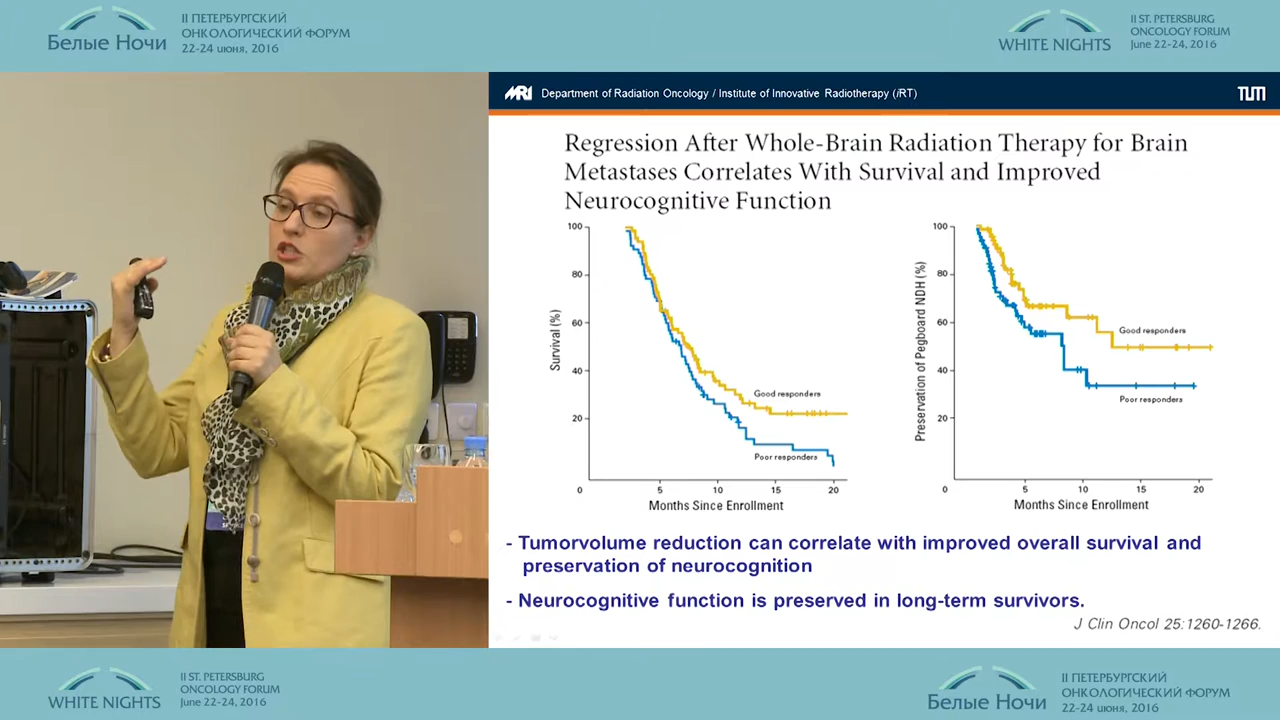 II ПЕТЕРБУРГСКИЙ
ОНКОЛОГИЧЕСКИЙ ФОРУМ
Белые Ночи
22-24 июня, 2016
II ST. PETERSBURG
ONCOLOGY FORUM
WHITE NIGHTS
June 22-24, 2016
MRI
Department of Radiation Oncology / Institute of Innovative Radiotherapy (iRT)
TUM
Regression After Whole-Brain Radiation Therapy for Brain
Metastases Correlates With Survival and Improved
Neurocognitive Function
100
80
60
40
20
0
5
10
15
20
Survival (%)
Good responders
Poor responders
Months Since Enrollment
100
80
60
40
20
0
5
10
15
20
Preservation of Pegboard NDH (%)
Good responders
Poor responders
Months Since Enrollment
- Tumorvolume reduction can correlate with improved overall survival and
preservation of neurocognition
- Neurocognitive function is preserved in long-term survivors.
J Clin Oncol 25:1260-1266.
II ST. PETERSBURG
ONCOLOGY FORUM
WHITE NIGHTS
June 22-24, 2016
II ПЕТЕРБУРГСКИЙ
ОНКОЛОГИЧЕСКИЙ ФОРУМ
Белые Ночи
22-24 июня, 2016